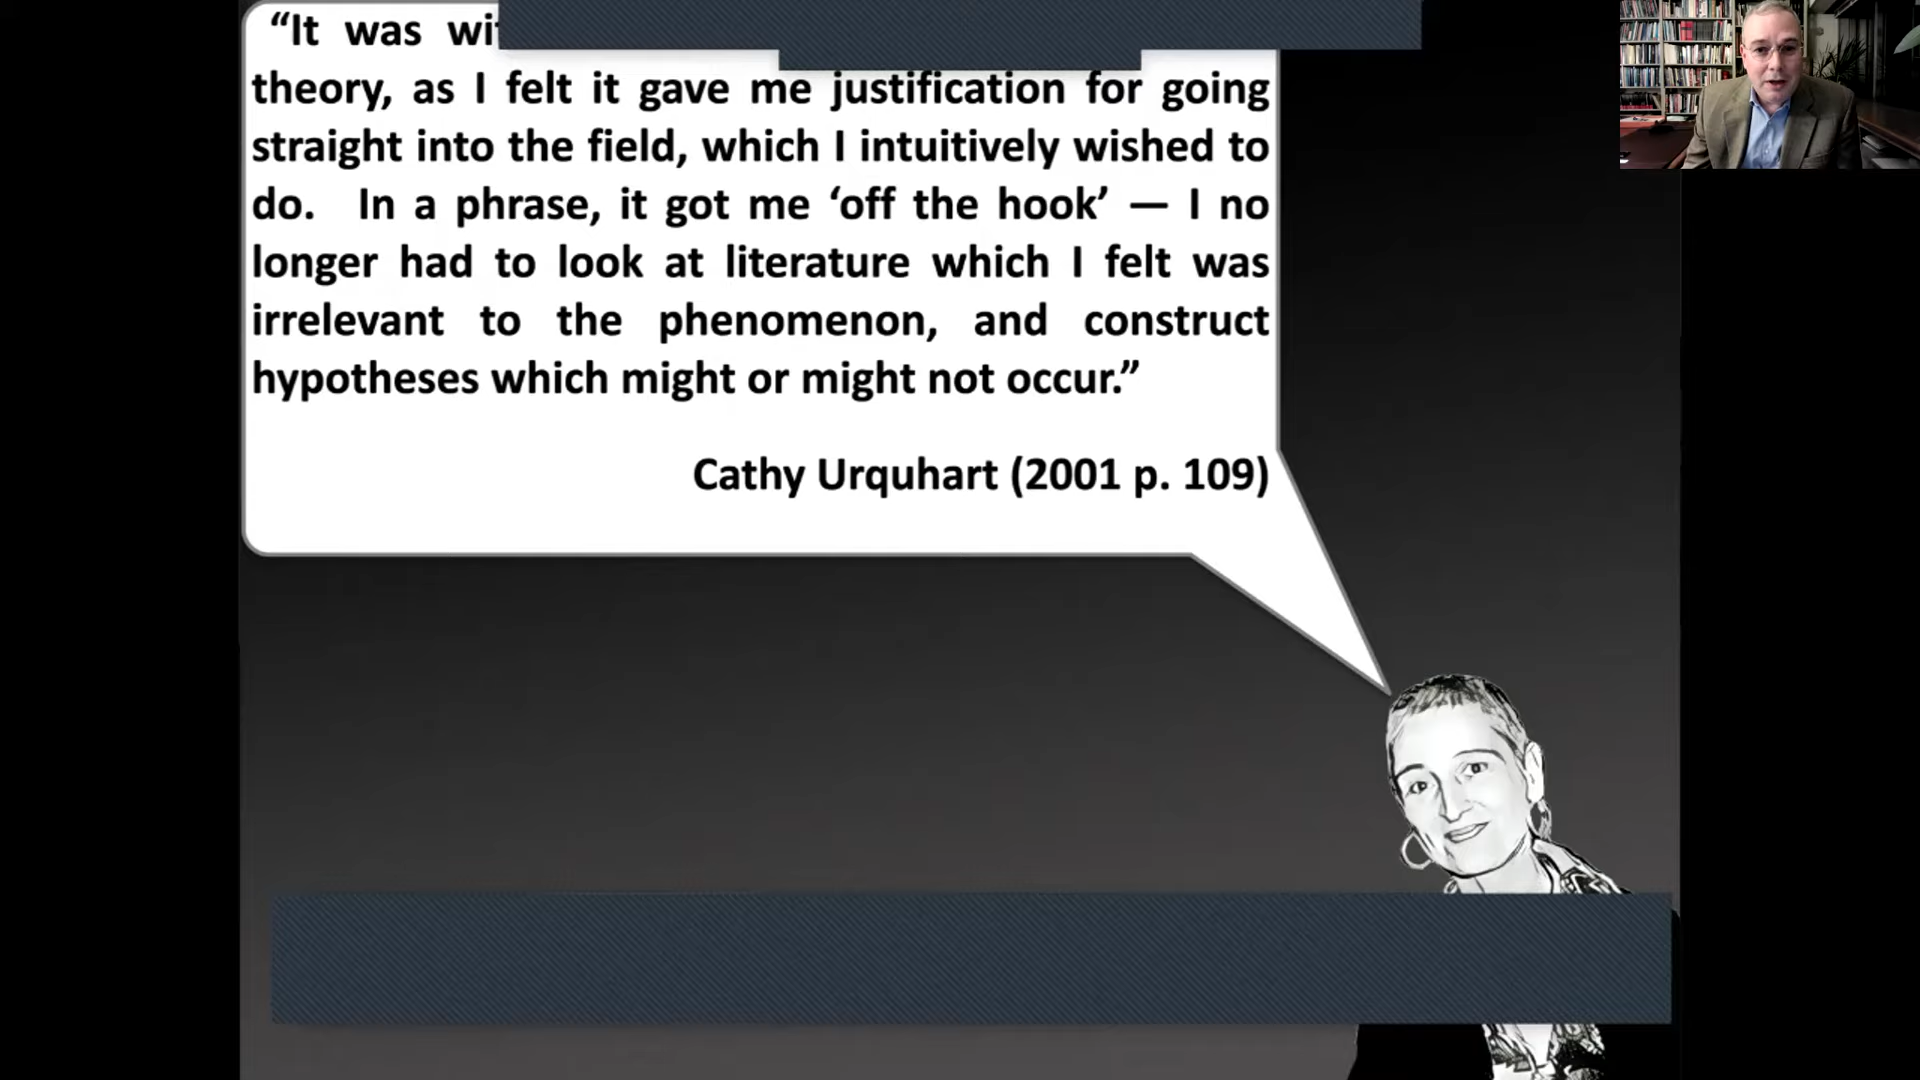 “It was
theory, as I felt it gave me justification for going
straight into the field, which I intuitively wished to
do. In a phrase, it got me ‘off the hook’ — I no
longer had to look at literature which I felt was
irrelevant to the phenomenon, and construct
hypotheses which might or might not occur.”
Cathy Urquhart (2001 p. 109)